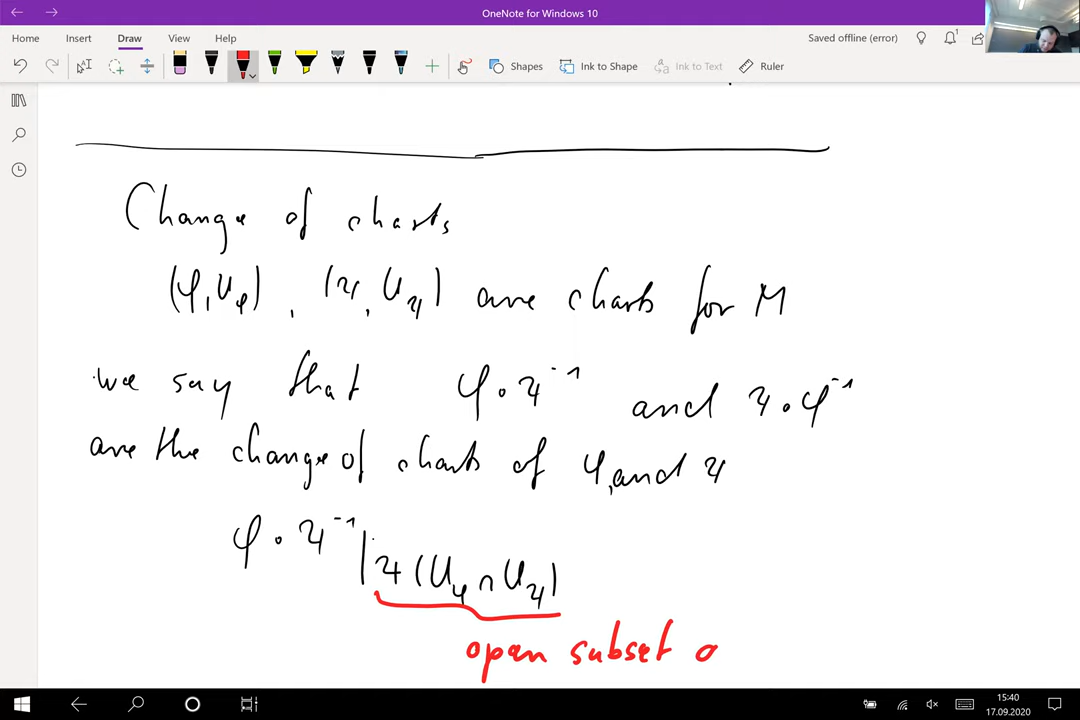 OneNote for Windows 10
Home Insert Draw View Help Saved offline (error)
Shapes Ink to Shape Ink to Text Ruler
Change of charts
(φ, U_φ), (ψ, U_ψ) are charts for M
we say that φ∘ψ⁻¹ and ψ∘φ⁻¹
are the change of charts of φ, and ψ
φ∘ψ⁻¹|ψ(U_φ ∩ U_ψ)
open subset o
15:40
17.09.2020